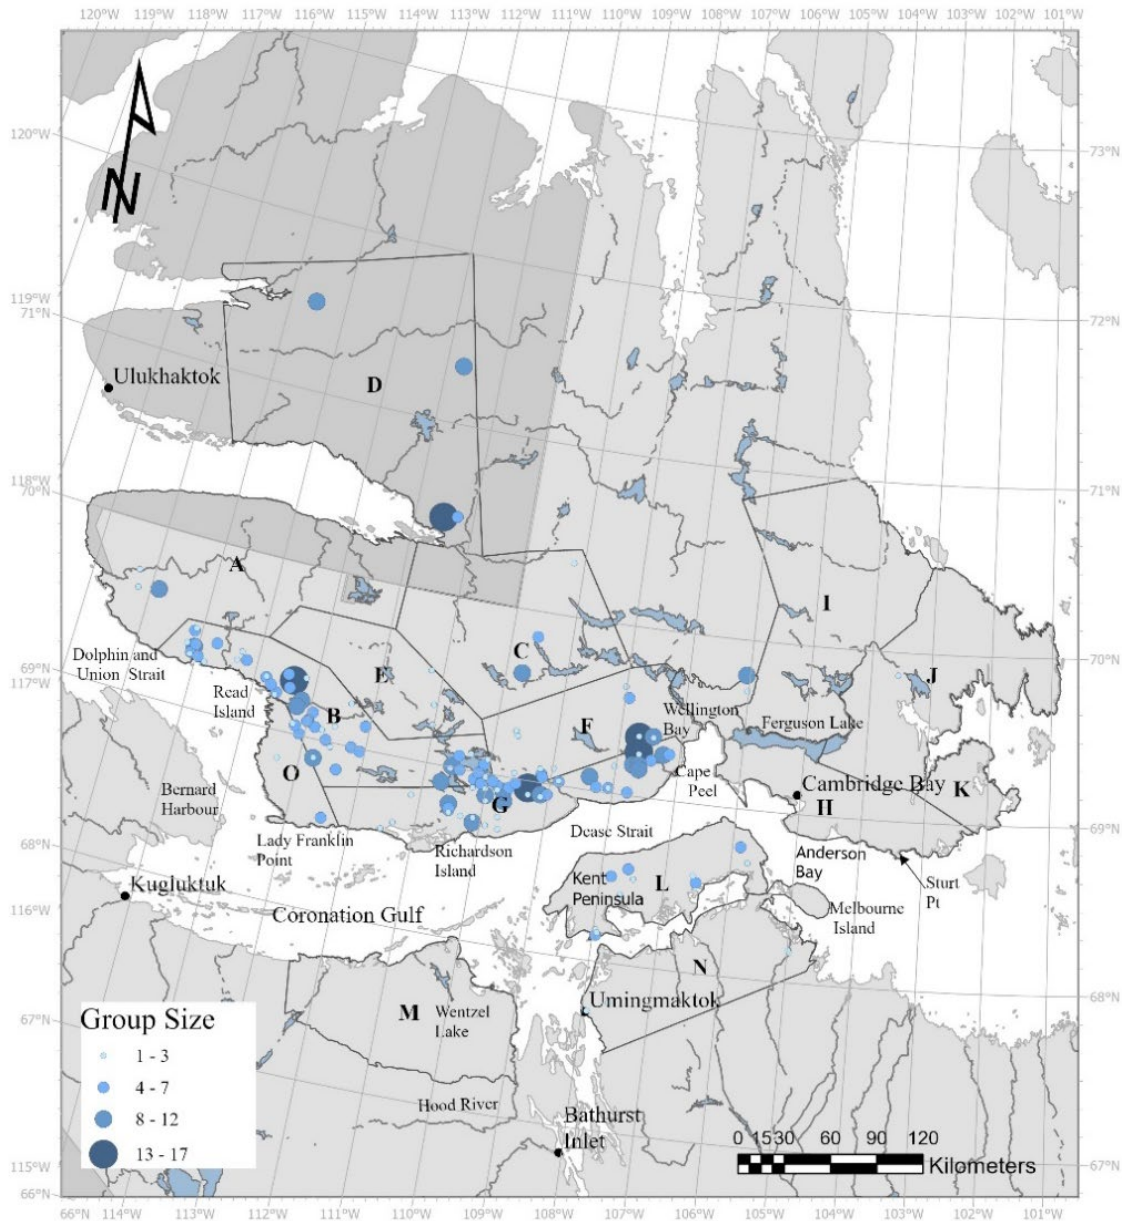 120°W 119°W 118°W 117°W 116°W 115°W 114°W 113°W 112°W 111°W 110°W 109°W 108°W 107°W 106°W 105°W 104°W 103°W 102°W 101°W
120°W
73°N
N
119°W
71°N
72°N
Ulukhaktok
D
118°W
70°N
71°N
A
I
C
70°N
Dolphin and
Union Strait
69°N
117°W
E
J
Read
Island
B
F
Wellington
Bay
Ferguson Lake
O
Cape
Peel
Cambridge Bay
K
Bernard
Harbour
G
H
68°N
Lady Franklin
Point
Richardson
Island
Dease Strait
69°N
Anderson
Bay
Kent
Peninsula
L
Sturt
Pt
Kugluktuk
116°W
Coronation Gulf
Melbourne
Island
N
67°N
M
Wentzel
Lake
Umingmaktok
68°N
Group Size
1 - 3
4 - 7
8 - 12
13 - 17
Hood River
Bathurst
Inlet
0 15 30 60 90 120
Kilometers
115°W
66°N
67°N
66°N 114°W 113°W 112°W 111°W 110°W 109°W 108°W 107°W 106°W 105°W 104°W 103°W 102°W 101°W